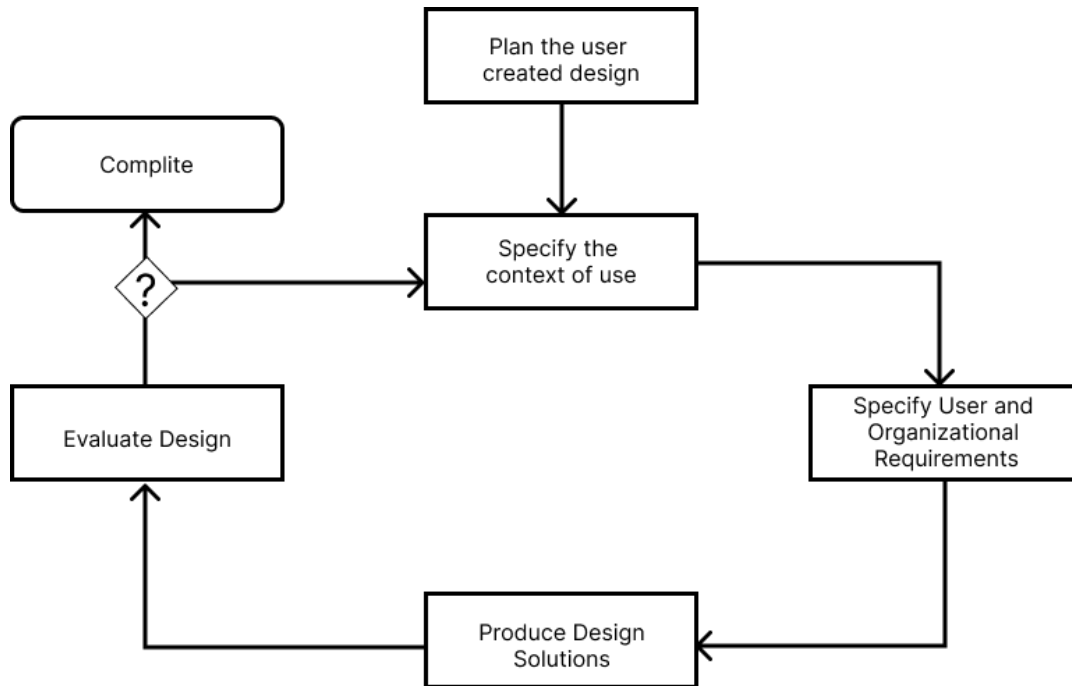 Plan the user
created design
Complite
Specify the
context of use
?
Evaluate Design
Specify User and
Organizational
Requirements
Produce Design
Solutions